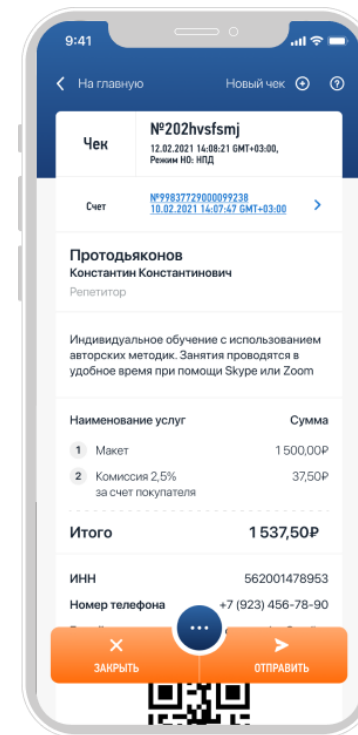 9:41
На главную
Новый чек
?
Чек
№202hvsfsmj
12.02.2021 14:08:21 GMT+03:00,
Режим НО: НПД
Счет
№99837729000099238
10.02.2021 14:07:47 GMT+03:00
Протодьяконов
Константин Константинович
Репетитор
Индивидуальное обучение с использованием
авторских методик. Занятия проводятся в
удобное время при помощи Skype или Zoom
Наименование услуг Сумма
1 Макет 1 500,00₽
2 Комиссия 2,5% 37,50₽
за счет покупателя
Итого 1 537,50₽
ИНН 562001478953
Номер телефона +7 (923) 456-78-90
ЗАКРЫТЬ
ОТПРАВИТЬ